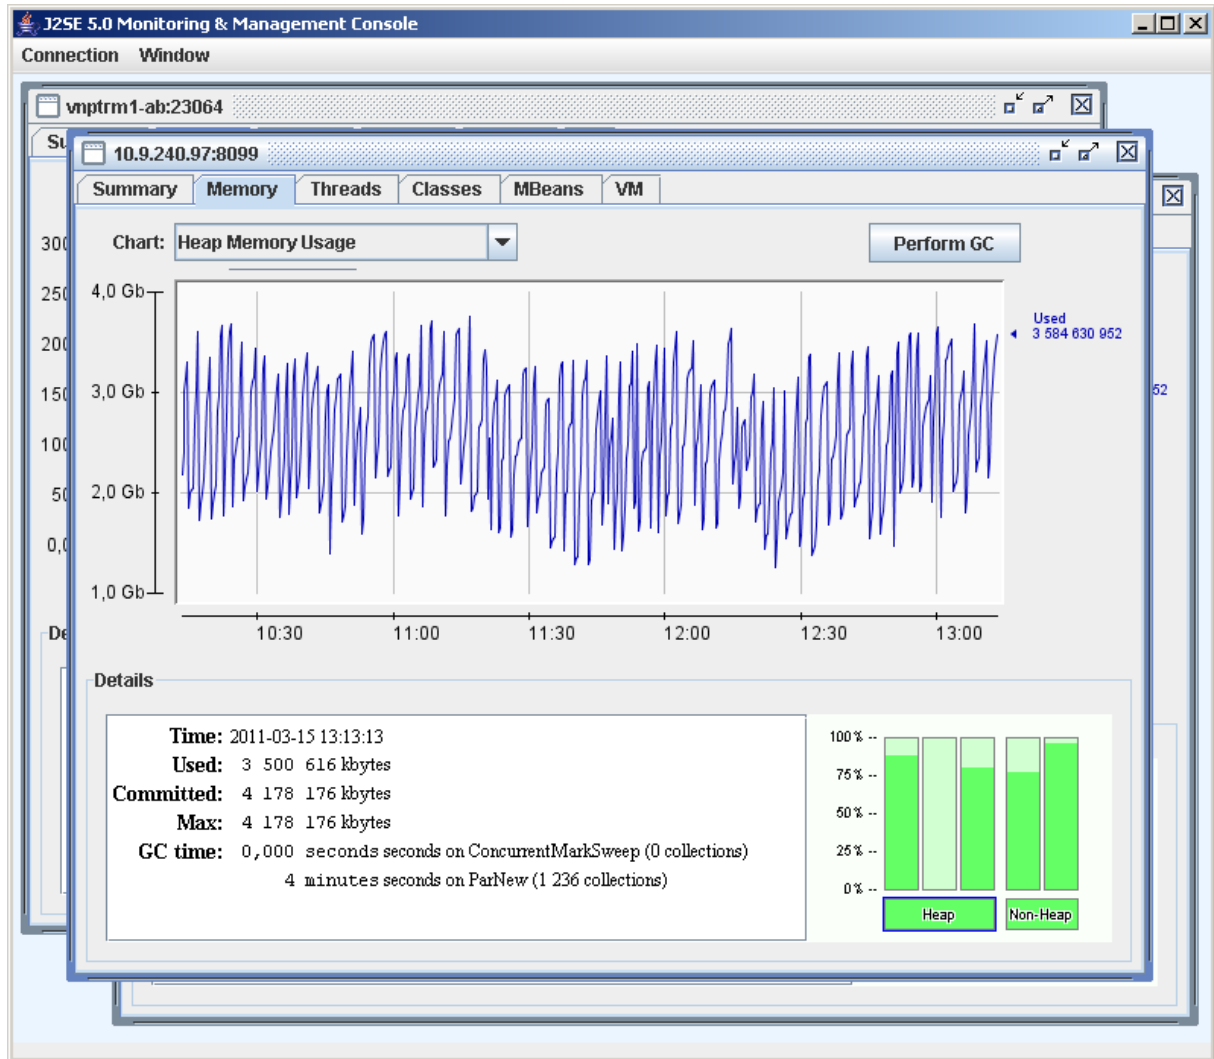 J2SE 5.0 Monitoring & Management Console
Connection Window
vnptrm1-ab:23064
10.9.240.97:8099
Summary Memory Threads Classes MBeans VM
Chart: Heap Memory Usage
Perform GC
4,0 Gb
3,0 Gb
2,0 Gb
1,0 Gb
Used
3 584 630 952
10:30 11:00 11:30 12:00 12:30 13:00
52
Details
Time: 2011-03-15 13:13:13
Used: 3 500 616 kbytes
Committed: 4 178 176 kbytes
Max: 4 178 176 kbytes
GC time: 0,000 seconds seconds on ConcurrentMarkSweep (0 collections)
4 minutes seconds on ParNew (1 236 collections)
100% --
75% --
50% --
25% --
0% --
Heap Non-Heap